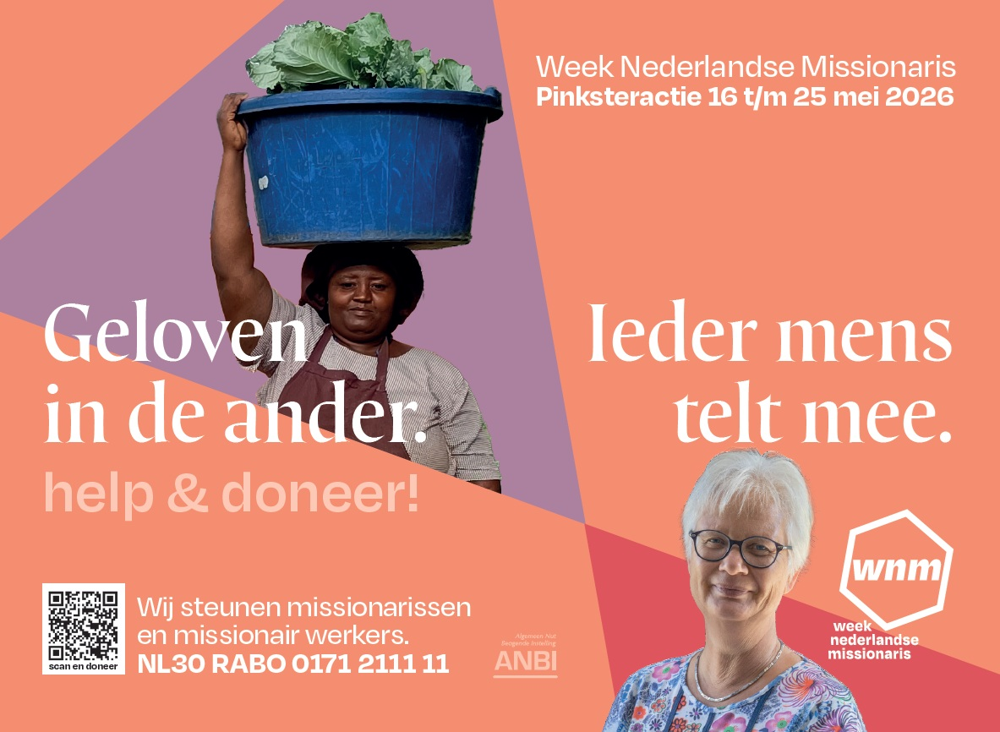 Week Nederlandse Missionaris
Pinksteractie 16 t/m 25 mei 2026
Geloven
in de ander.
help & doneer!
Ieder mens
telt mee.
Wij steunen missionarissen
en missionair werkers.
NL30 RABO 0171 2111 11
scan en doneer
Algemeen Nut
Beogende Instelling
ANBI
wnm
week
nederlandse
missionaris